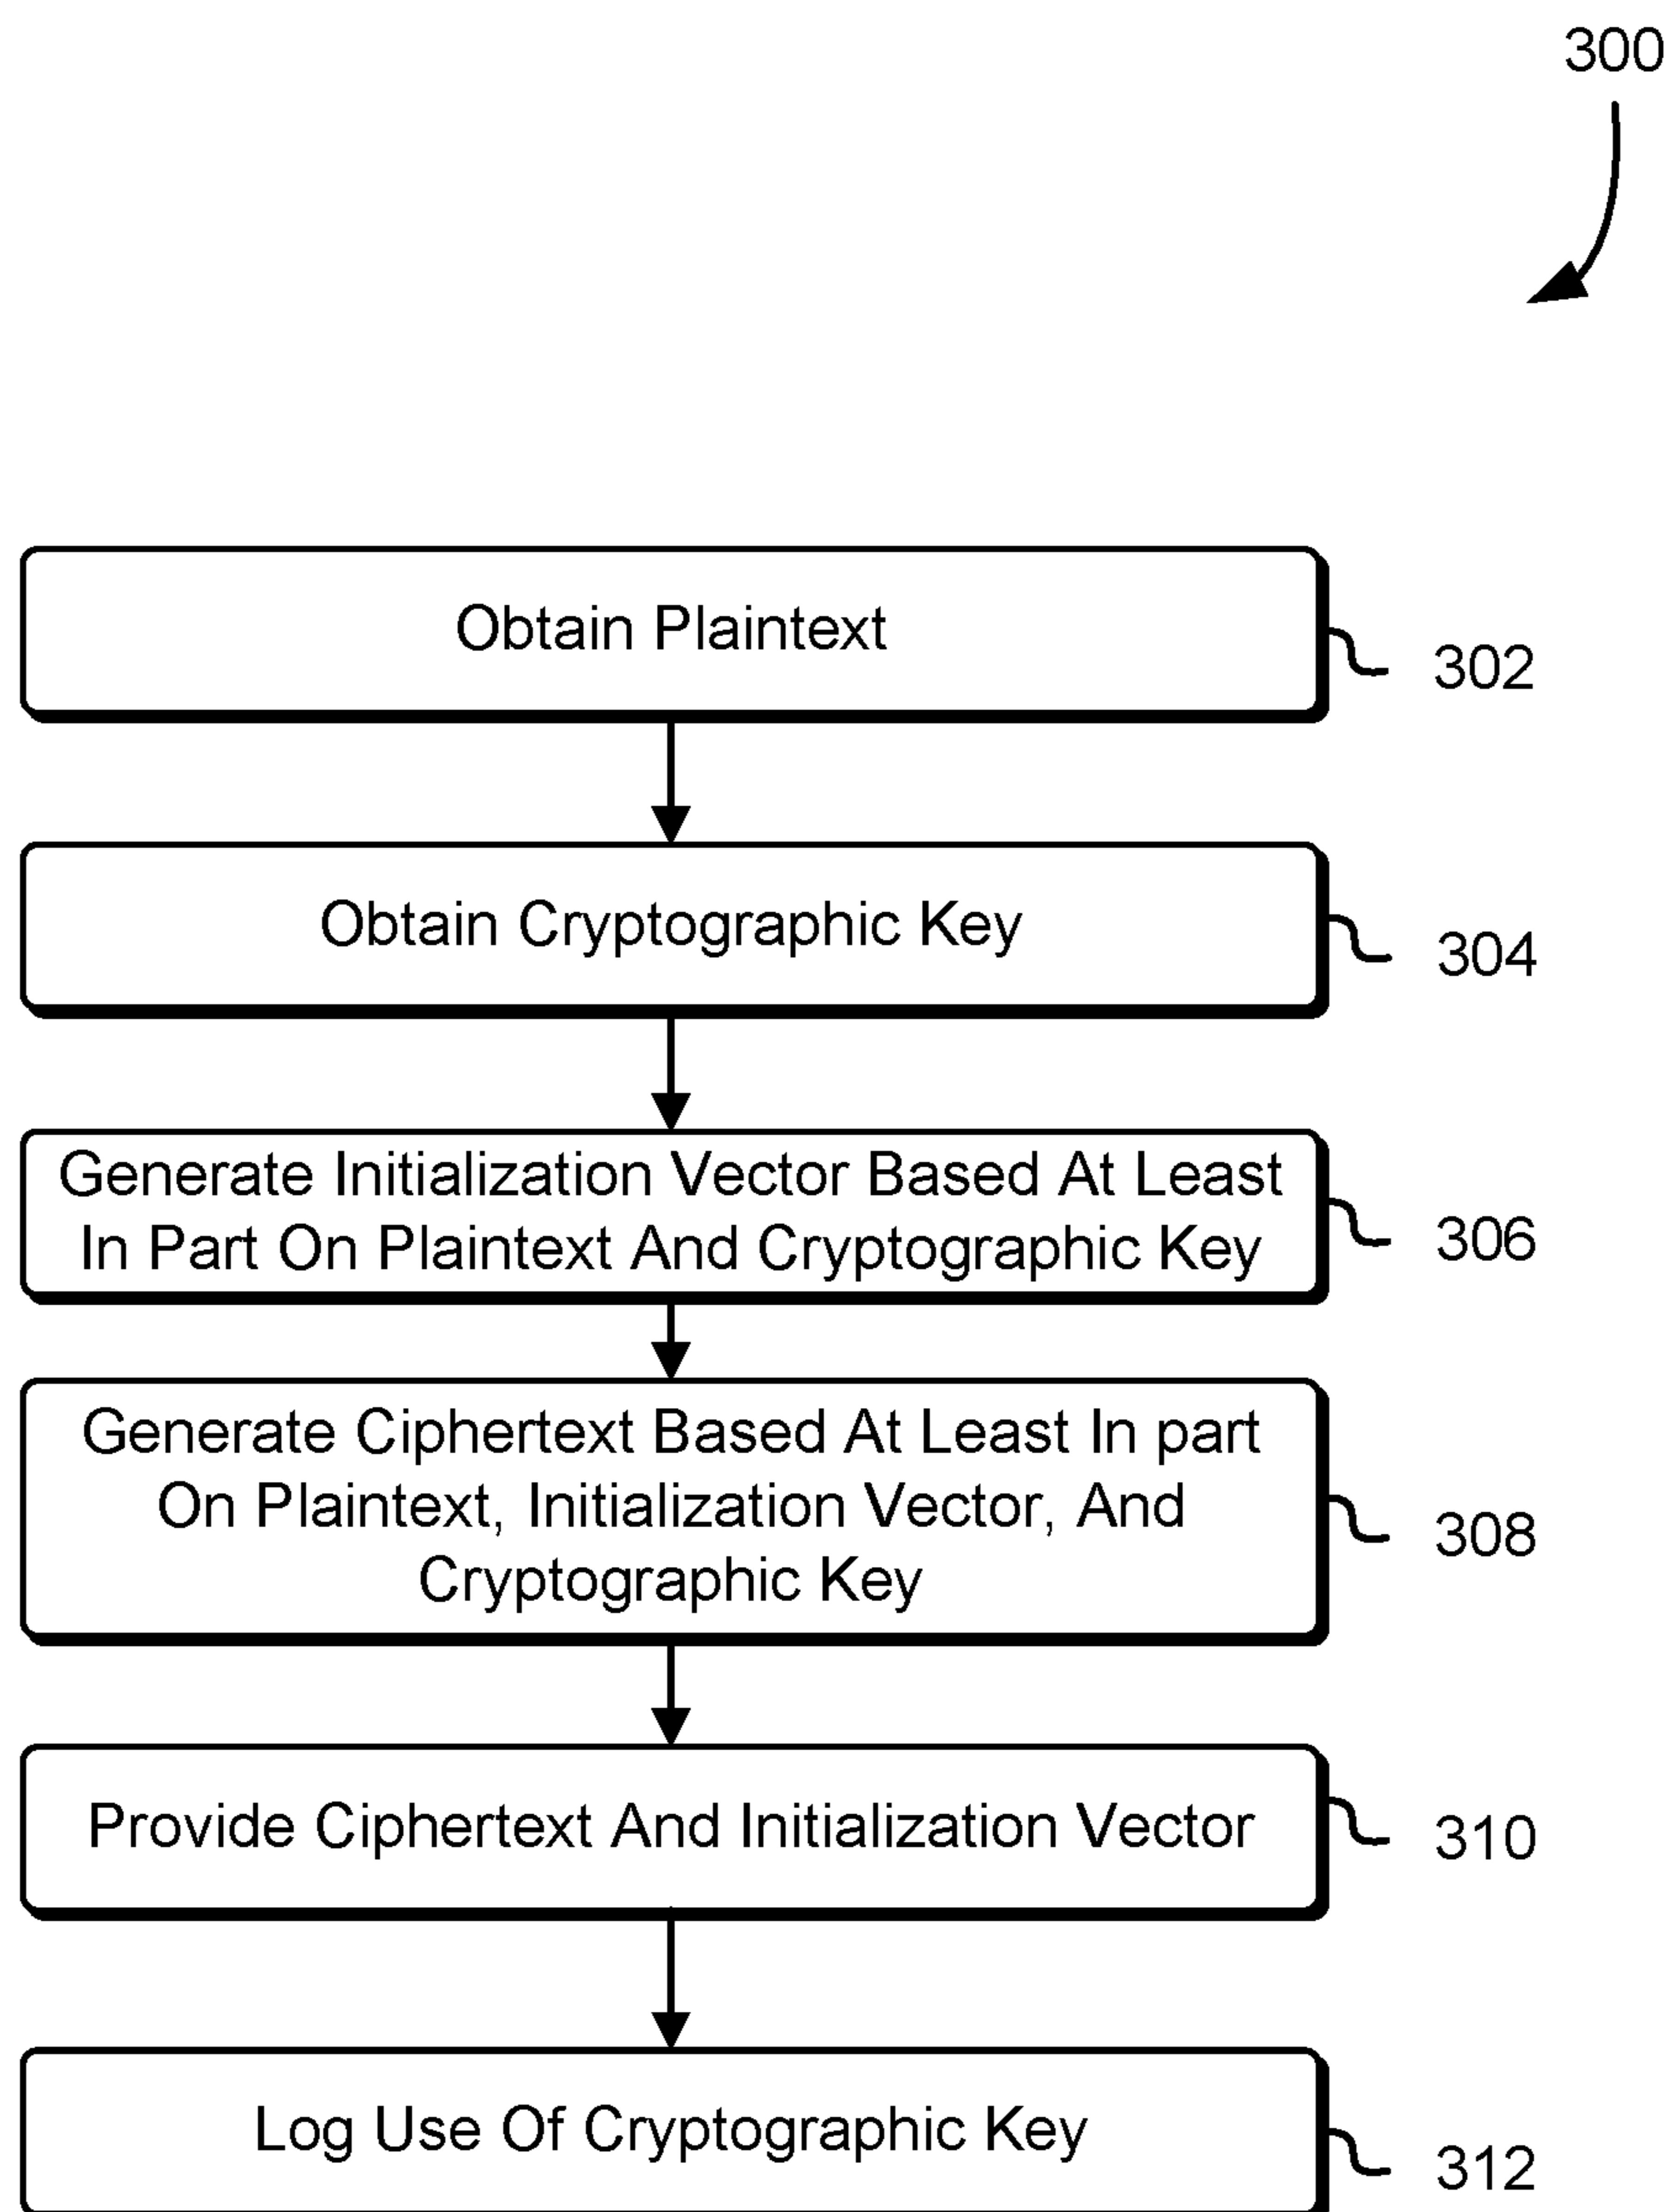 300
Obtain Plaintext
302
Obtain Cryptographic Key
304
Generate Initialization Vector Based At Least
In Part On Plaintext And Cryptographic Key
306
Generate Ciphertext Based At Least In part
On Plaintext, Initialization Vector, And
Cryptographic Key
308
Provide Ciphertext And Initialization Vector
310
Log Use Of Cryptographic Key
312